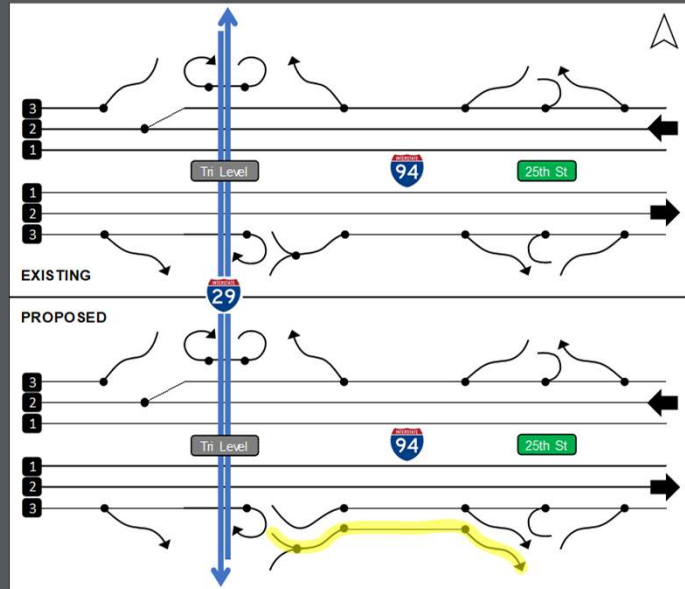 3
2
1
Tri Level
INTERSTATE
94
25th St
1
2
3
EXISTING
INTERSTATE
29
PROPOSED
3
2
1
Tri Level
INTERSTATE
94
25th St
1
2
3